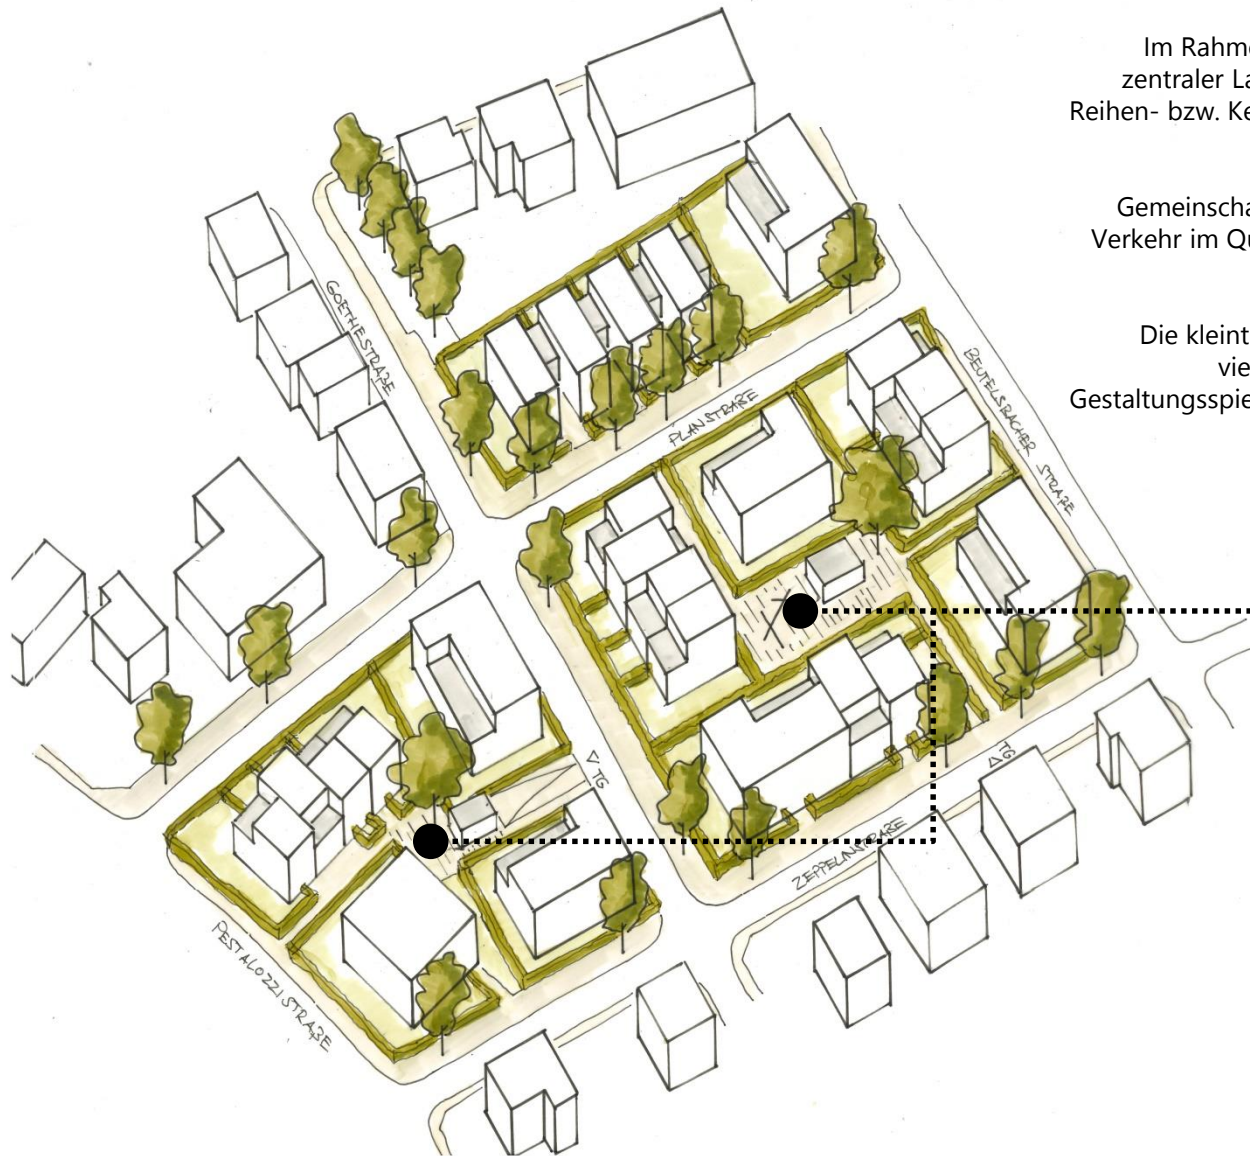 Im Rahme
zentraler La
Reihen- bzw. Ke
Gemeinscha
Verkehr im Qu
Die kleint
vie
Gestaltungsspie
GOETHESTRAßE
PLANSTRAßE
BEUTELSBACHER STRAßE
TG
TG
ZEPPELINSTRAßE
PESTALOZZISTRAßE